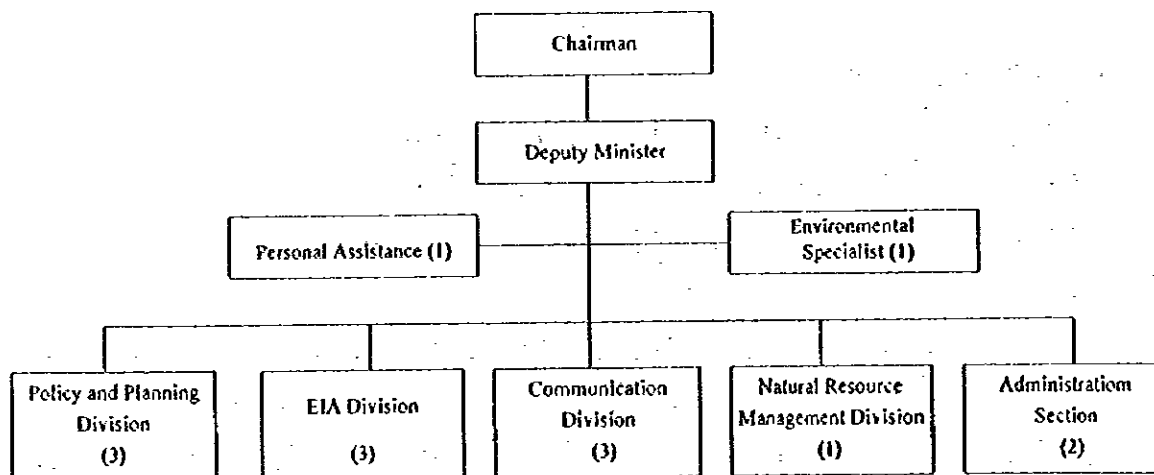 Chairman
Deputy Minister
Personal Assistance (1)
Environmental
Specialist (1)
Policy and Planning
Division
(3)
EIA Division
(3)
Communication
Division
(3)
Natural Resource
Management Division
(1)
Administratiom
Section
(2)